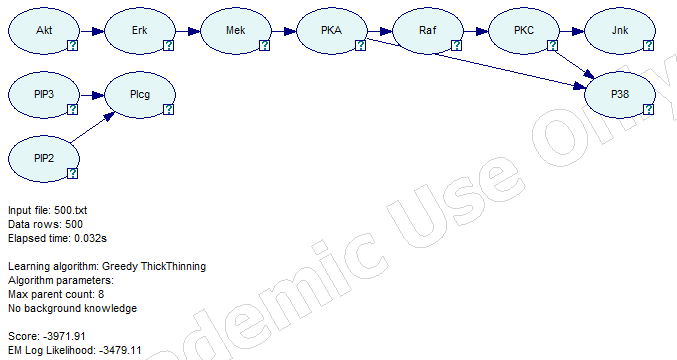 Akt
Erk
Mek
PKA
Raf
PKC
Jnk
PIP3
Plcg
P38
PIP2
?
?
?
?
?
?
?
?
?
?
?
Input file: 500.txt
Data rows: 500
Elapsed time: 0.032s
Learning algorithm: Greedy ThickThinning
Algorithm parameters:
Max parent count: 8
No background knowledge
Score: -3971.91
EM Log Likelihood: -3479.11
ademic Use Only